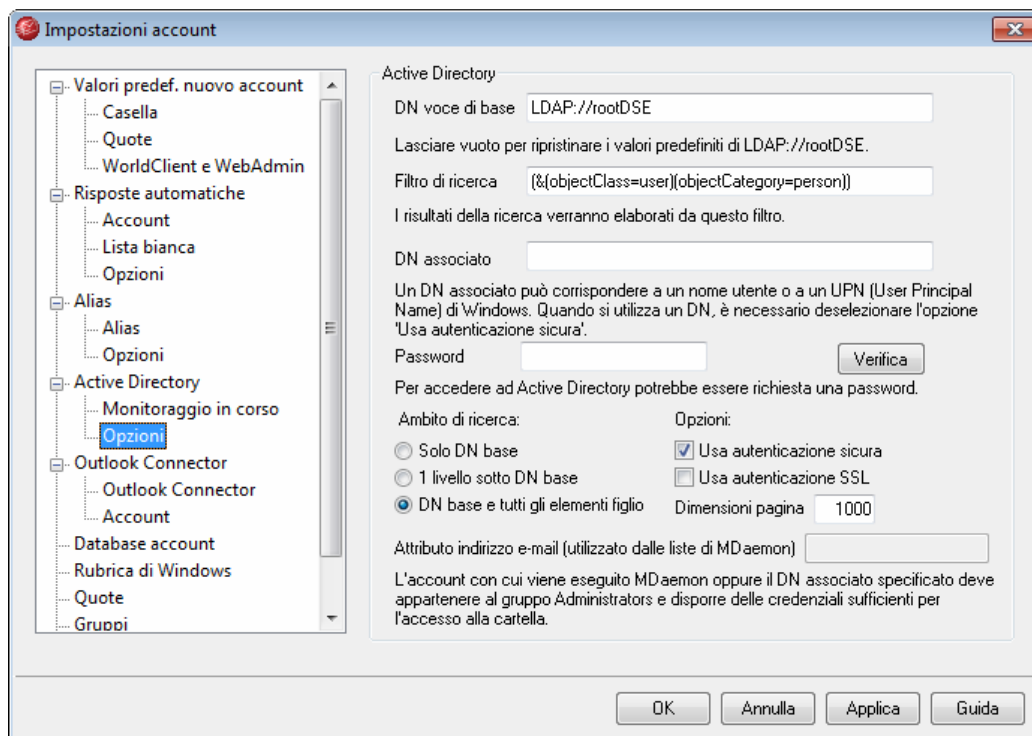 Impostazioni account
Valori predef. nuovo account
Casella
Quote
WorldClient e WebAdmin
Risposte automatiche
Account
Lista bianca
Opzioni
Alias
Alias
Opzioni
Active Directory
Monitoraggio in corso
Opzioni
Outlook Connector
Outlook Connector
Account
Database account
Rubrica di Windows
Quote
Gruppi
Active Directory
DN voce di base LDAP://rootDSE
Lasciare vuoto per ripristinare i valori predefiniti di LDAP://rootDSE.
Filtro di ricerca (&(objectClass=user)(objectCategory=person))
I risultati della ricerca verranno elaborati da questo filtro.
DN associato
Un DN associato può corrispondere a un nome utente o a un UPN (User Principal
Name) di Windows. Quando si utilizza un DN, è necessario deselezionare l'opzione
'Usa autenticazione sicura'.
Password Verifica
Per accedere ad Active Directory potrebbe essere richiesta una password.
Ambito di ricerca: Opzioni:
Solo DN base Usa autenticazione sicura
1 livello sotto DN base Usa autenticazione SSL
DN base e tutti gli elementi figlio Dimensioni pagina 1000
Attributo indirizzo e-mail (utilizzato dalle liste di MDaemon)
L'account con cui viene eseguito MDaemon oppure il DN associato specificato deve
appartenere al gruppo Administrators e disporre delle credenziali sufficienti per
l'accesso alla cartella.
OK Annulla Applica Guida